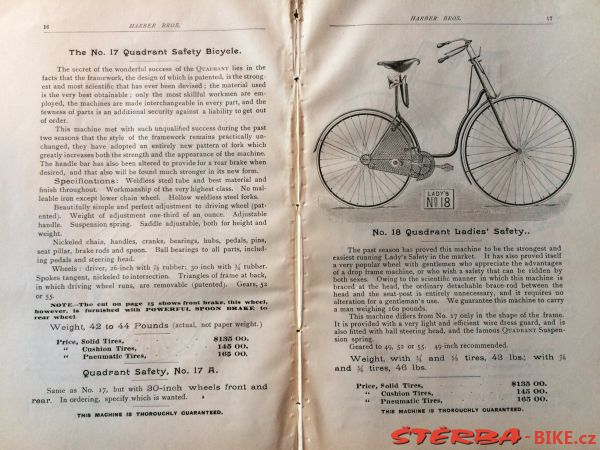 16
HARBER BROS.
The No. 17 Quadrant Safety Bicycle.
The secret of the wonderful success of the QUADRANT lies in the
facts that the framework, the design of which is patented, is the strong-
est and most scientific that has ever been devised; the material used
is the very best obtainable; only the most skillful workmen are em-
ployed, the machines are made interchangeable in every part, and the
fewness of parts is an additional security against a liability to get out
of order.
This machine met with such unqualified success during the past
two seasons that the style of the framework remains practically un-
changed, they have adopted an entirely new pattern of fork which
greatly increases both the strength and the appearance of the machine.
The handle bar has also been altered to provide for a rear brake when
desired, and that also will be found much stronger in its new form.
Specifications: Weldless steel tube and best material and
finish throughout. Workmanship of the very highest class. No mal-
leable iron except lower chain wheel. Hollow weldless steel forks.
Beautifully simple and perfect adjustment to driving wheel (pat-
ented). Weight of adjustment one-third of an ounce. Adjustable
handle. Suspension spring. Saddle adjustable, both for height and
weight.
Nickeled chain, handles, cranks, bearings, hubs, pedals, pins,
seat pillar, brake rods and spoon. Ball bearings to all parts, includ-
ing pedals and steering head.
Wheels: driver, 26-inch with ⅞ rubber; 30-inch with ¾ rubber.
Spokes tangent, nickeled to intersection. (Triangles of frame at back,
in which driving wheel runs, are removable (patented). Gears, 52
or 55.
NOTE.—The cut on page 15 shows front brake, this wheel,
however, is furnished with POWERFUL SPOON BRAKE to
rear wheel
Weight, 42 to 44 Pounds (actual, not paper weight.)
Price, Solid Tires, $135 00.
" Cushion Tires, 145 00.
" Pneumatic Tires, 165 00.
Quadrant Safety, No. 17 A.
Same as No. 17, but with 30-inch wheels front and
rear. In ordering, specify which is wanted.
THIS MACHINE IS THOROUGHLY GUARANTEED.
HARBER BROS.
17
LADY'S
No 18
No. 18 Quadrant Ladies' Safety..
The past season has proved this machine to be the strongest and
easiest running Lady's Safety in the market. It has also proved itself
a very popular wheel with gentlemen who appreciate the advantages
of a drop frame machine, or who wish a safety that can be ridden by
both sexes. Owing to the scientific manner in which this machine is
braced at the head, the ordinary detachable brace-rod between the
head and the seat-post is entirely unnecessary, and it requires no
alteration for a gentleman's use. We guarantee this machine to carry
a man weighing 160 pounds.
This machine differs from No. 17 only in the shape of the frame.
It is provided with a very light and efficient wire dress guard, and is
also fitted with ball steering head, and the famous QUADRANT Suspen-
sion spring.
Geared to 49, 52 or 55. 49-inch recommended.
Weight, with ¾ and ⅝ tires, 43 lbs; with ⅞
and ¾ tires, 46 lbs.
Price, Solid Tires, $135 00.
" Cushion Tires, 145 00.
" Pneumatic Tires, 165 00.
THIS MACHINE IS THOROUGHLY GUARANTEED.
ŠTĚRBA-BIKE.cz